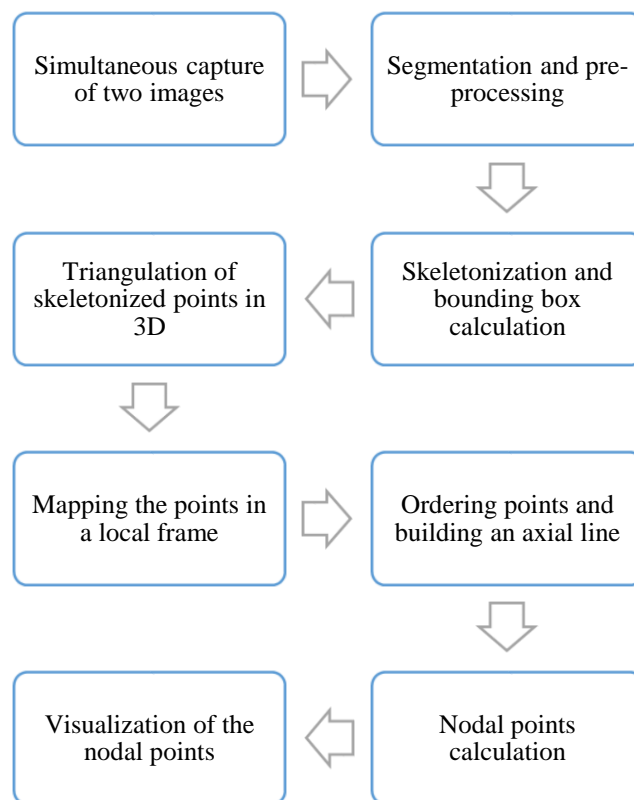 Simultaneous capture
of two images
Segmentation and pre-
processing
Skeletonization and
bounding box
calculation
Triangulation of
skeletonized points in
3D
Mapping the points in
a local frame
Ordering points and
building an axial line
Nodal points
calculation
Visualization of the
nodal points